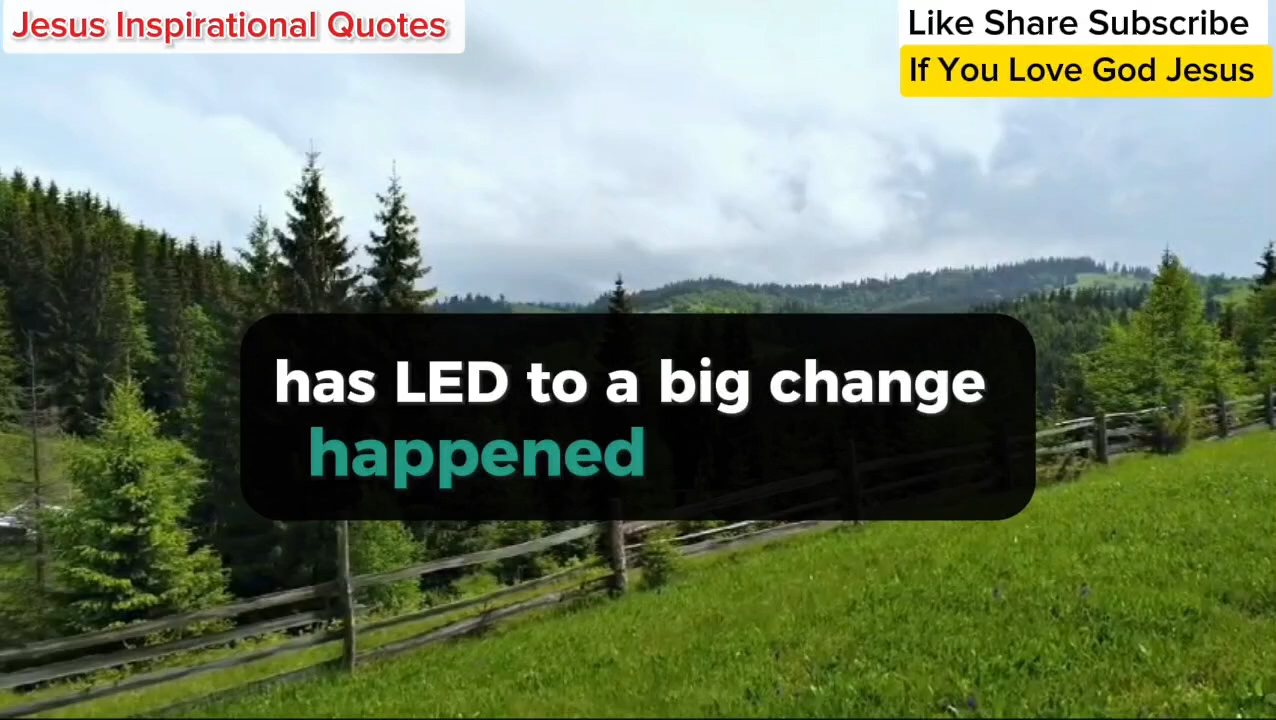 Jesus Inspirational Quotes
Like Share Subscribe
If You Love God Jesus
has LED to a big change
happened